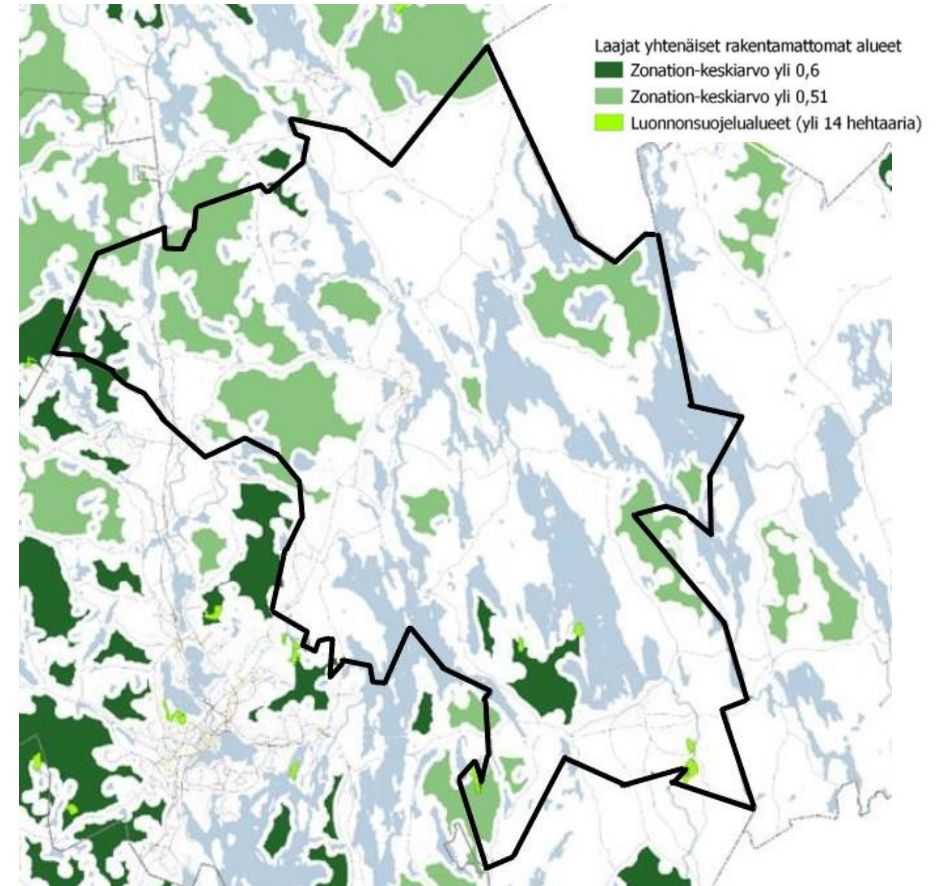 Laajat yhtenäiset rakentamattomat alueet
Zonation-keskiarvo yli 0,6
Zonation-keskiarvo yli 0,51
Luonnonsuojelualueet (yli 14 hehtaaria)